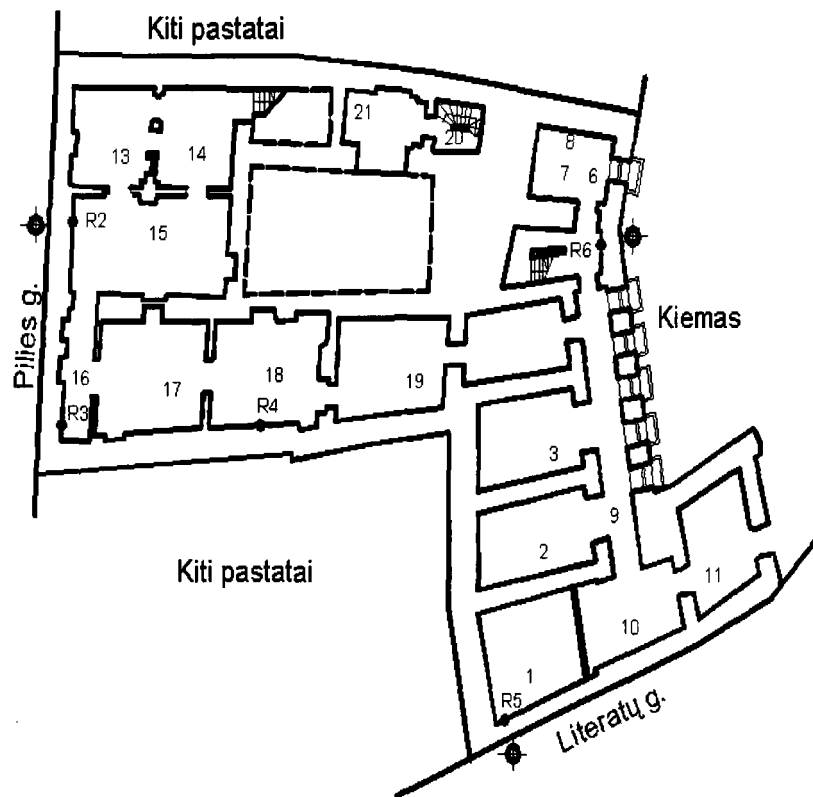 Kiti pastatai
21
20
8
13
14
7
6
R2
15
R6
Pilies g.
Kiemas
16
17
18
19
R3
R4
3
9
2
Kiti pastatai
11
10
1
R5
Literatų g.